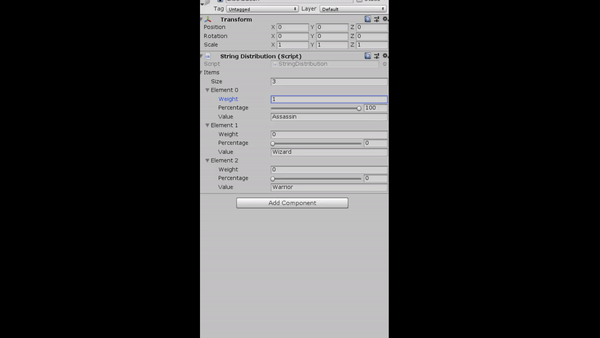 Tag Untagged Layer Default
Transform
Position X 0 Y 0 Z 0
Rotation X 0 Y 0 Z 0
Scale X 1 Y 1 Z 1
String Distribution (Script)
Script StringDistribution
Items
Size 3
Element 0
Weight 1
Percentage 100
Value Assassin
Element 1
Weight 0
Percentage 0
Value Wizard
Element 2
Weight 0
Percentage 0
Value Warrior
Add Component